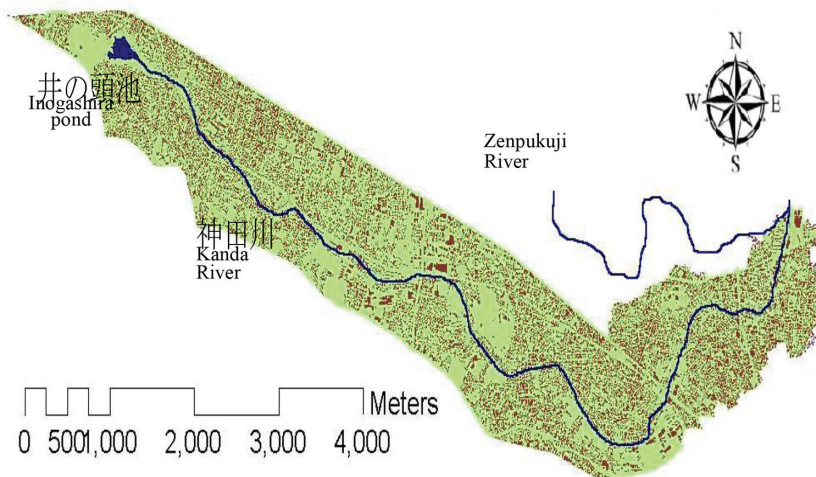 井の頭池
Inogashira
pond
神田川
Kanda
River
Zenpukuji
River
N
W E
S
Meters
0 500 1,000 2,000 3,000 4,000